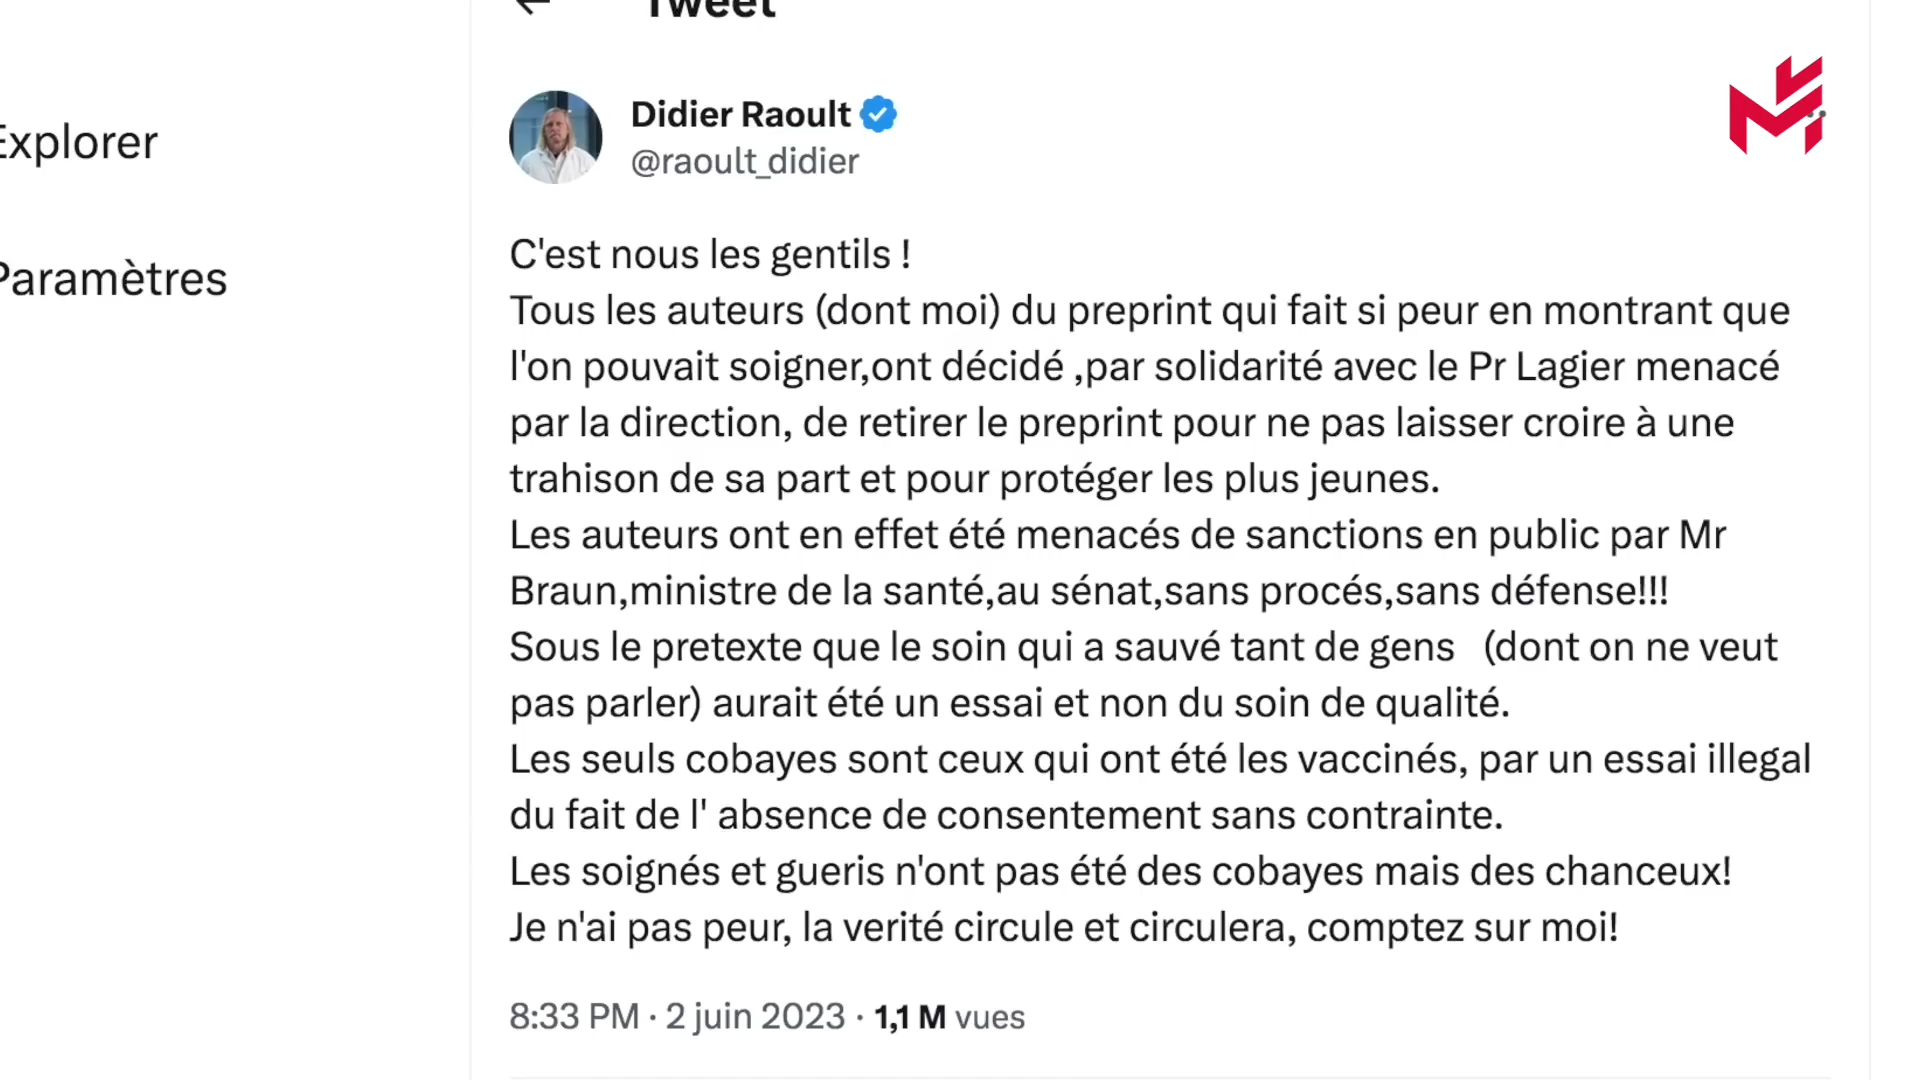 Tweet
Explorer
Paramètres
Didier Raoult
@raoult_didier
C'est nous les gentils !
Tous les auteurs (dont moi) du preprint qui fait si peur en montrant que
l'on pouvait soigner,ont décidé ,par solidarité avec le Pr Lagier menacé
par la direction, de retirer le preprint pour ne pas laisser croire à une
trahison de sa part et pour protéger les plus jeunes.
Les auteurs ont en effet été menacés de sanctions en public par Mr
Braun,ministre de la santé,au sénat,sans procés,sans défense!!!
Sous le pretexte que le soin qui a sauvé tant de gens   (dont on ne veut
pas parler) aurait été un essai et non du soin de qualité.
Les seuls cobayes sont ceux qui ont été les vaccinés, par un essai illegal
du fait de l' absence de consentement sans contrainte.
Les soignés et gueris n'ont pas été des cobayes mais des chanceux!
Je n'ai pas peur, la verité circule et circulera, comptez sur moi!
8:33 PM · 2 juin 2023 · 1,1 M vues